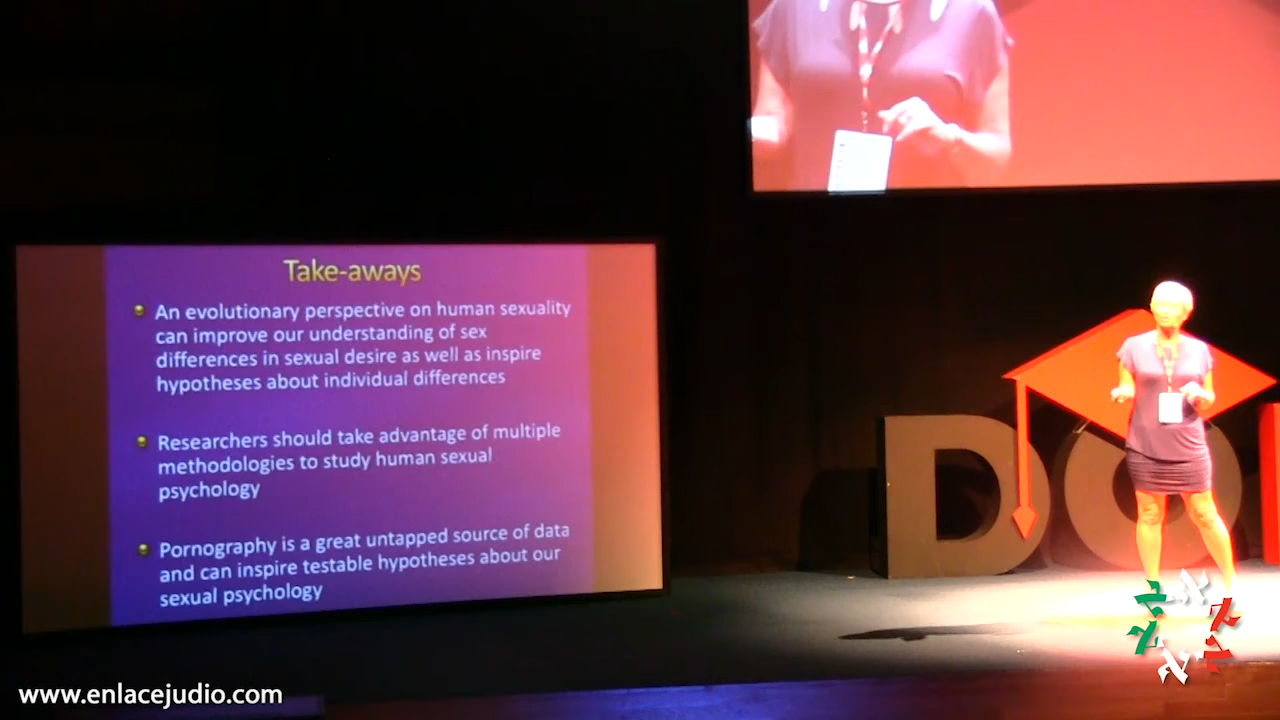 Take-aways
An evolutionary perspective on human sexuality
can improve our understanding of sex
differences in sexual desire as well as inspire
hypotheses about individual differences
Researchers should take advantage of multiple
methodologies to study human sexual
psychology
Pornography is a great untapped source of data
and can inspire testable hypotheses about our
sexual psychology
DO
www.enlacejudio.com